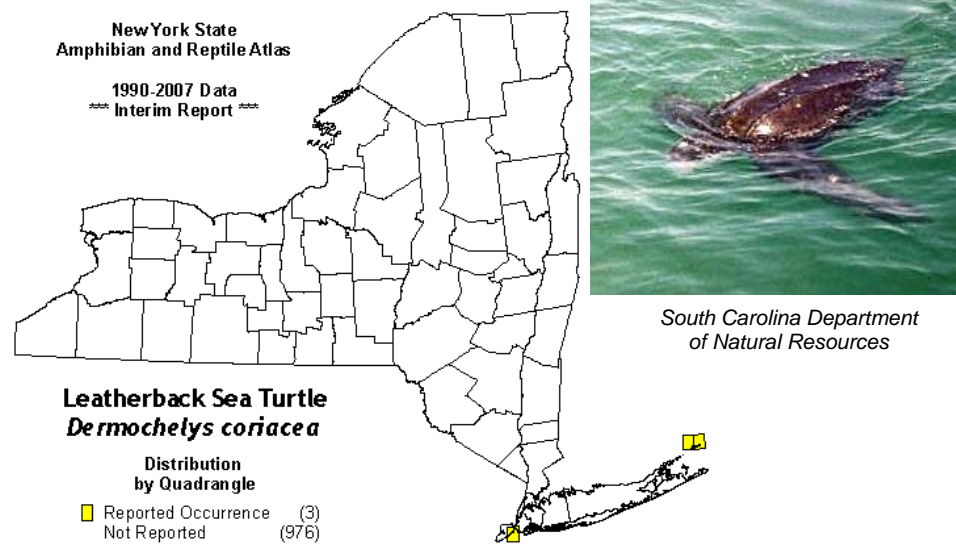 New York State
Amphibian and Reptile Atlas
1990-2007 Data
*** Interim Report ***
South Carolina Department
of Natural Resources
Leatherback Sea Turtle
Dermochelys coriacea
Distribution
by Quadrangle
Reported Occurrence (3)
Not Reported (976)